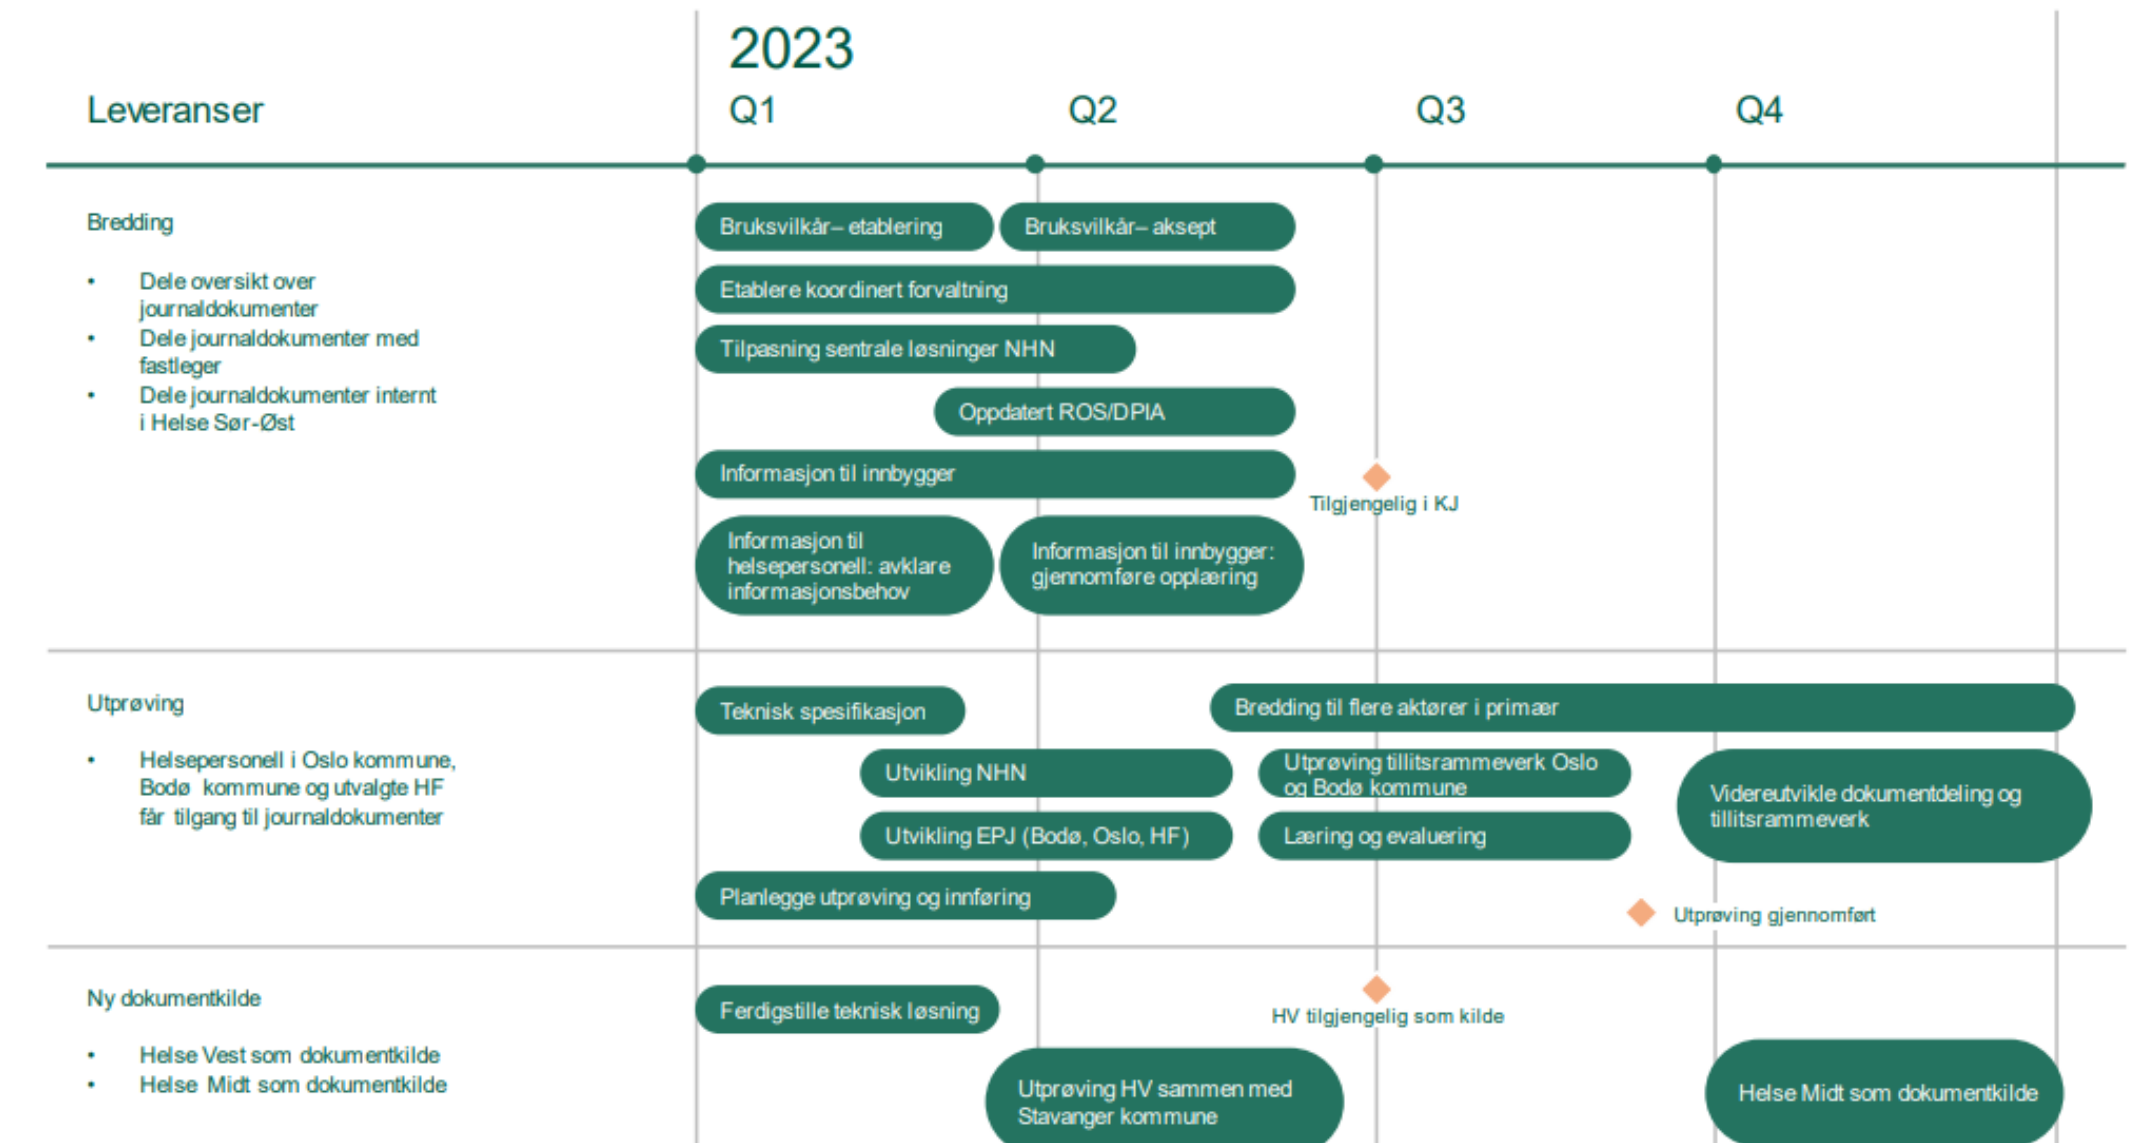 2023
Leveranser
Q1
Q2
Q3
Q4
Bredding
• Dele oversikt over
journaldokumenter
• Dele journaldokumenter med
fastleger
• Dele journaldokumenter internt
i Helse Sør-Øst
Bruksvilkår– etablering
Bruksvilkår– aksept
Etablere koordinert forvaltning
Tilpasning sentrale løsninger NHN
Oppdatert ROS/DPIA
Informasjon til innbygger
Tilgjengelig i KJ
Informasjon til
helsepersonell: avklare
informasjonsbehov
Informasjon til innbygger:
gjennomføre opplæring
Utprøving
• Helsepersonell i Oslo kommune,
Bodø kommune og utvalgte HF
får tilgang til journaldokumenter
Teknisk spesifikasjon
Bredding til flere aktører i primær
Utvikling NHN
Utprøving tillitsrammeverk Oslo
og Bodø kommune
Videreutvikle dokumentdeling og
tillitsrammeverk
Utvikling EPJ (Bodø, Oslo, HF)
Læring og evaluering
Planlegge utprøving og innføring
Utprøving gjennomført
Ny dokumentkilde
• Helse Vest som dokumentkilde
• Helse Midt som dokumentkilde
Ferdigstille teknisk løsning
HV tilgjengelig som kilde
Utprøving HV sammen med
Stavanger kommune
Helse Midt som dokumentkilde